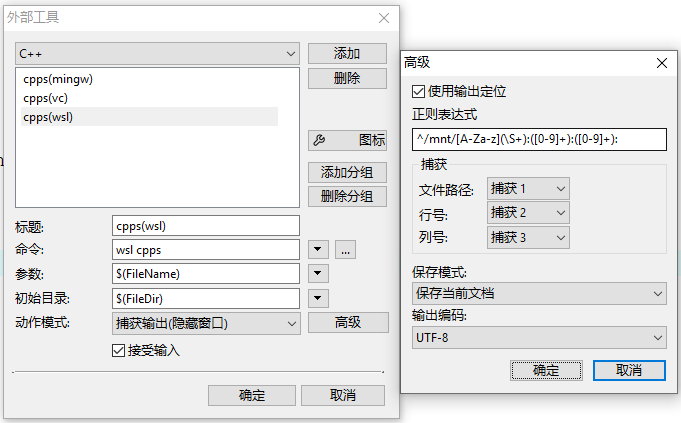 外部工具
C++
添加
删除
cpps(mingw)
cpps(vc)
cpps(wsl)
图标
添加分组
删除分组
标题:
cpps(wsl)
命令:
wsl cpps
...
参数:
$(FileName)
初始目录:
$(FileDir)
动作模式:
捕获输出(隐藏窗口)
高级
接受输入
确定
取消
高级
使用输出定位
正则表达式
^/mnt/[A-Za-z](\S+):([0-9]+):([0-9]+):
捕获
文件路径:
捕获 1
行号:
捕获 2
列号:
捕获 3
保存模式:
保存当前文档
输出编码:
UTF-8
确定
取消